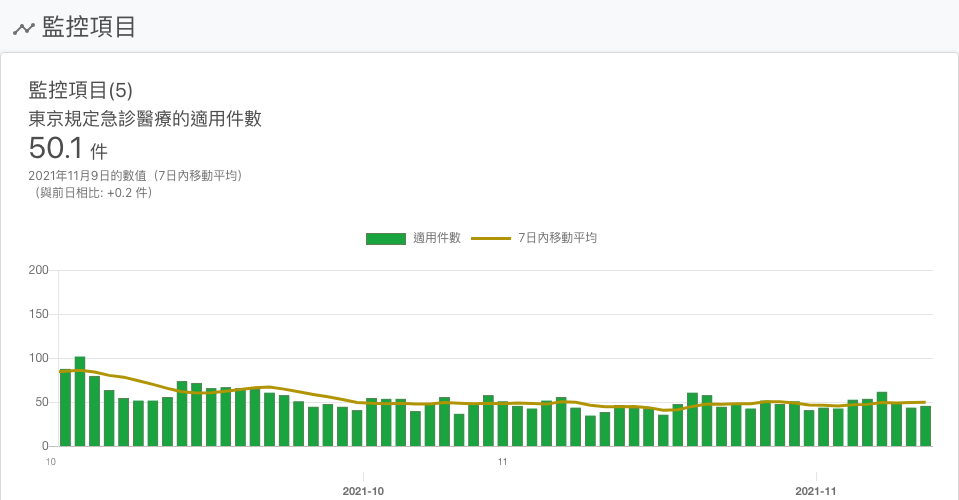 監控項目
監控項目(5)
東京規定急診醫療的適用件數
50.1 件
2021年11月9日的數值（7日內移動平均）
（與前日相比: +0.2 件）
適用件數 7日內移動平均
200
150
100
50
0
10 11
2021-10 2021-11